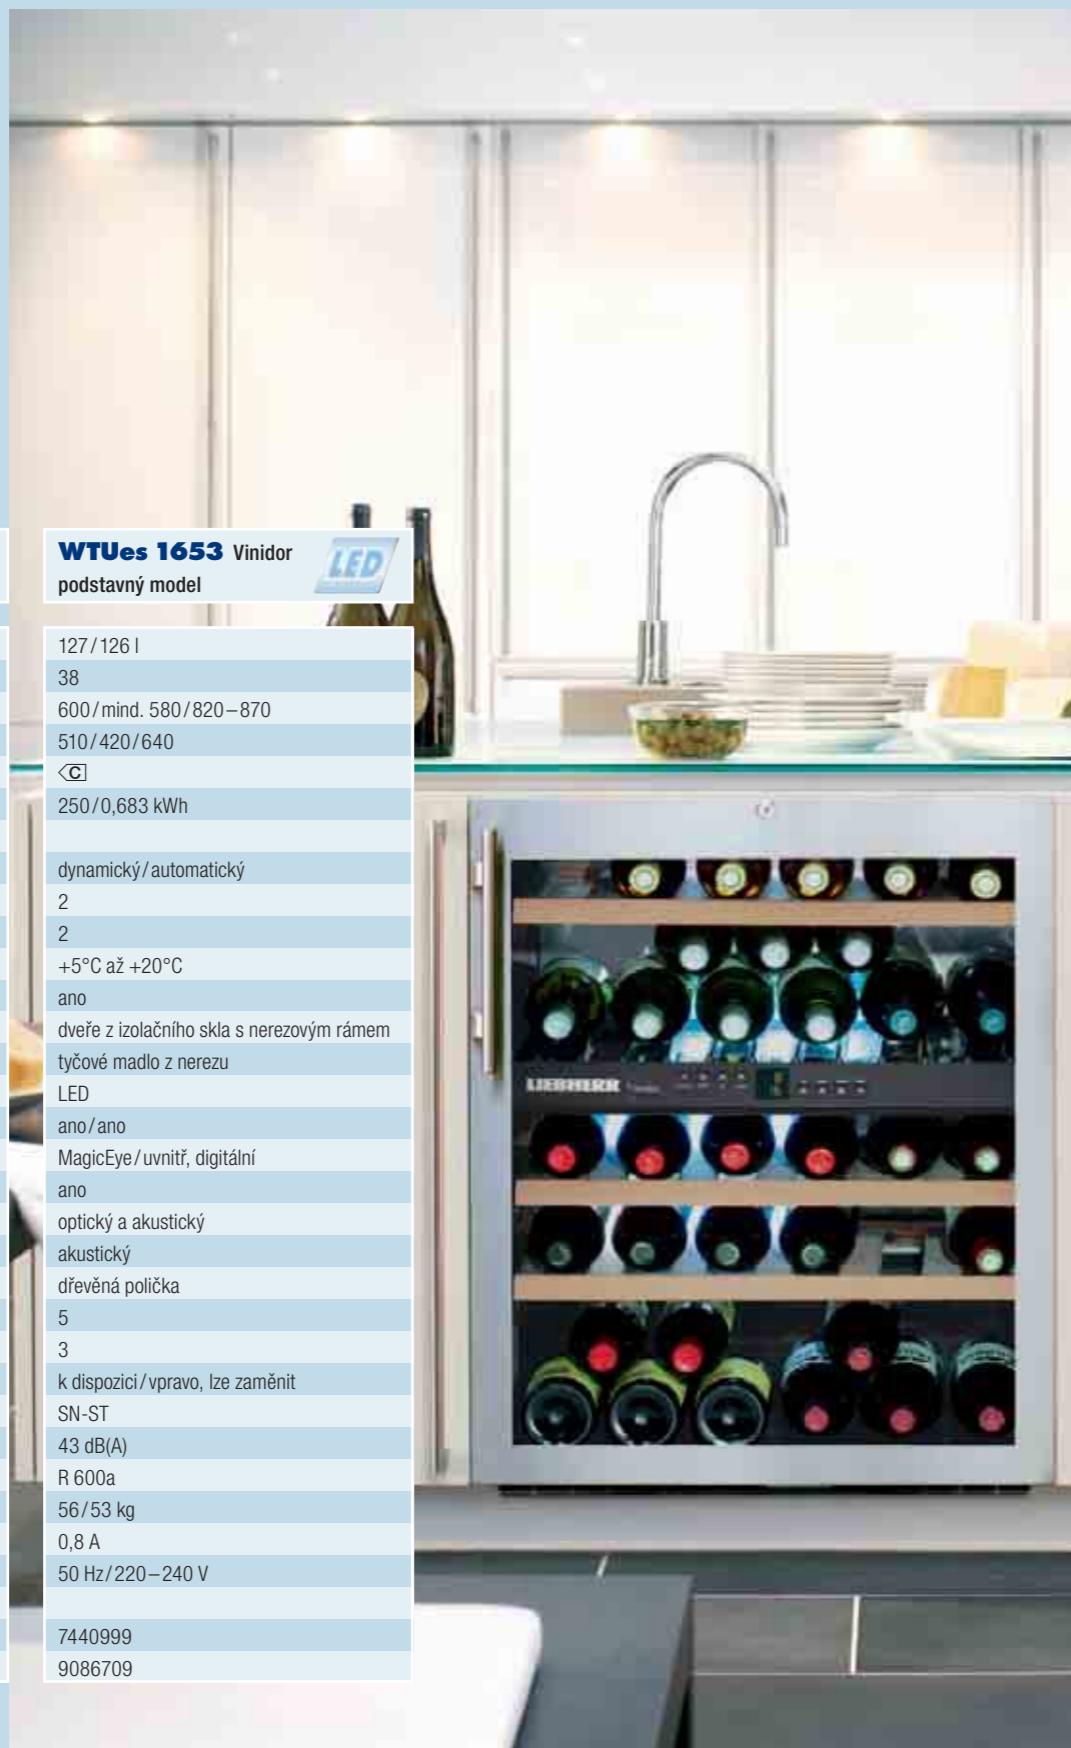 WTUes 1653 Vinidor
podstavný model
LED
127 / 126 l
38
600 / mind. 580 / 820 – 870
510 / 420 / 640
C
250 / 0,683 kWh
dynamický / automatický
2
2
+5°C až +20°C
ano
dveře z izolačního skla s nerezovým rámem
tyčové madlo z nerezu
LED
ano / ano
MagicEye / uvnitř, digitální
ano
optický a akustický
akustický
dřevěná polička
5
3
k dispozici / vpravo, lze zaměnit
SN-ST
43 dB(A)
R 600a
56 / 53 kg
0,8 A
50 Hz / 220 – 240 V
7440999
9086709
LIEBHERR